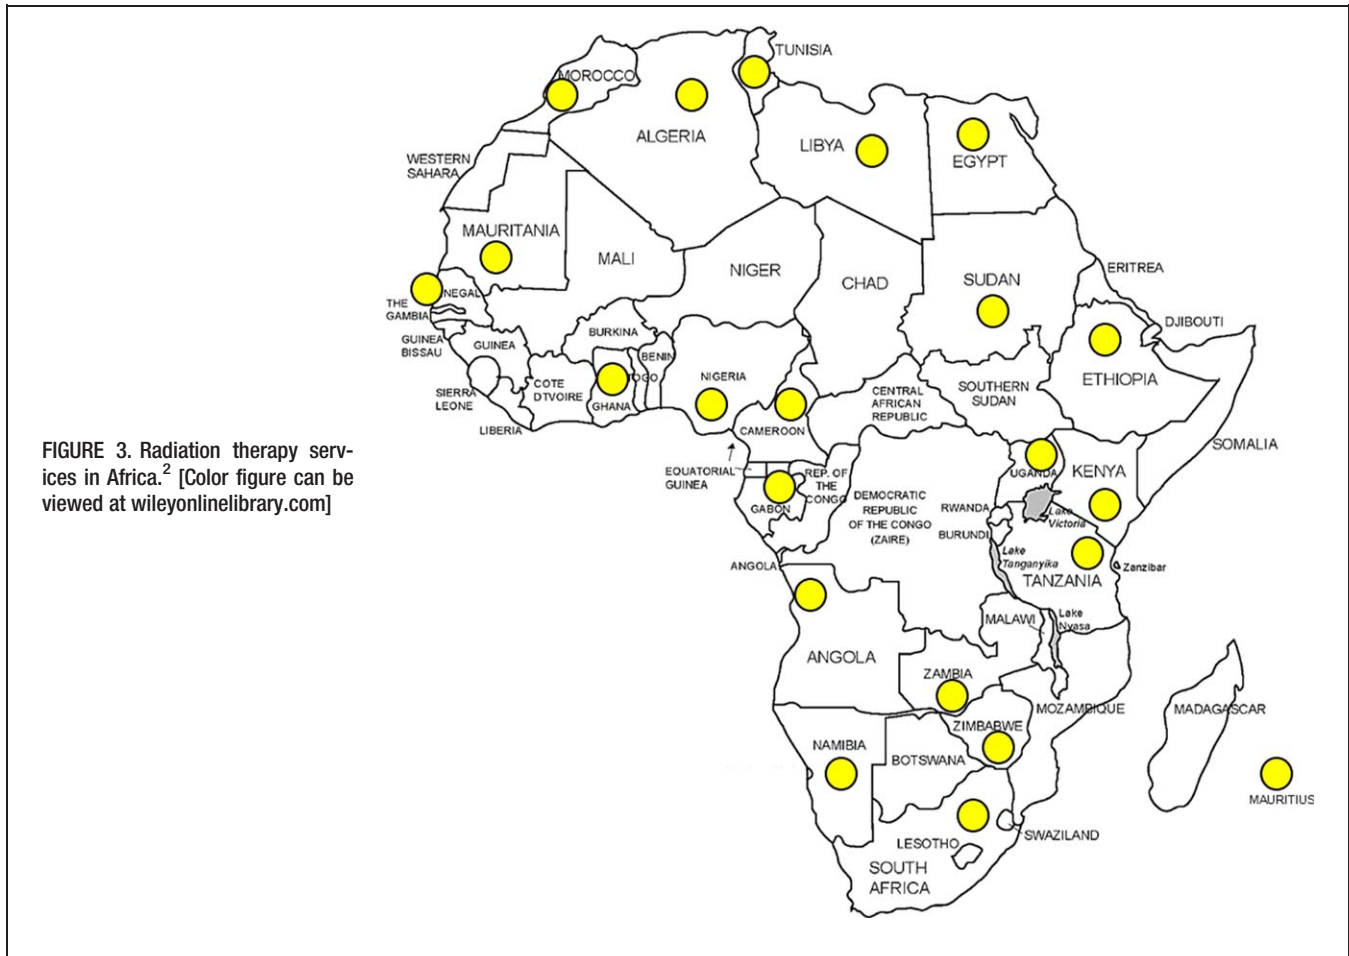 FIGURE 3. Radiation therapy serv-
ices in Africa.2 [Color figure can be
viewed at wileyonlinelibrary.com]
TUNISIA
MOROCCO
ALGERIA
LIBYA
EGYPT
WESTERN
SAHARA
MAURITANIA
MALI
NIGER
CHAD
SUDAN
ERITREA
NEGAL
THE
GAMBIA
DJIBOUTI
GUINEA
BISSAU
GUINEA
BURKINA
BENIN
TOGO
NIGERIA
ETHIOPIA
SIERRA
LEONE
COTE
D'TVOIRE
GHANA
LIBERIA
CENTRAL
AFRICAN
REPUBLIC
SOUTHERN
SUDAN
CAMEROON
SOMALIA
EQUATORIAL
GUINEA
REP. OF
THE
CONGO
GABON
UGANDA
KENYA
DEMOCRATIC
REPUBLIC
OF THE CONGO
(ZAIRE)
RWANDA
Lake
Victoria
BURUNDI
ANGOLA
Lake
Tanganyika
TANZANIA
Zanzibar
MALAWI
Lake
Nyasa
ANGOLA
ZAMBIA
MOZAMBIQUE
MADAGASCAR
ZIMBABWE
NAMIBIA
BOTSWANA
MAURITIUS
SWAZILAND
LESOTHO
SOUTH
AFRICA